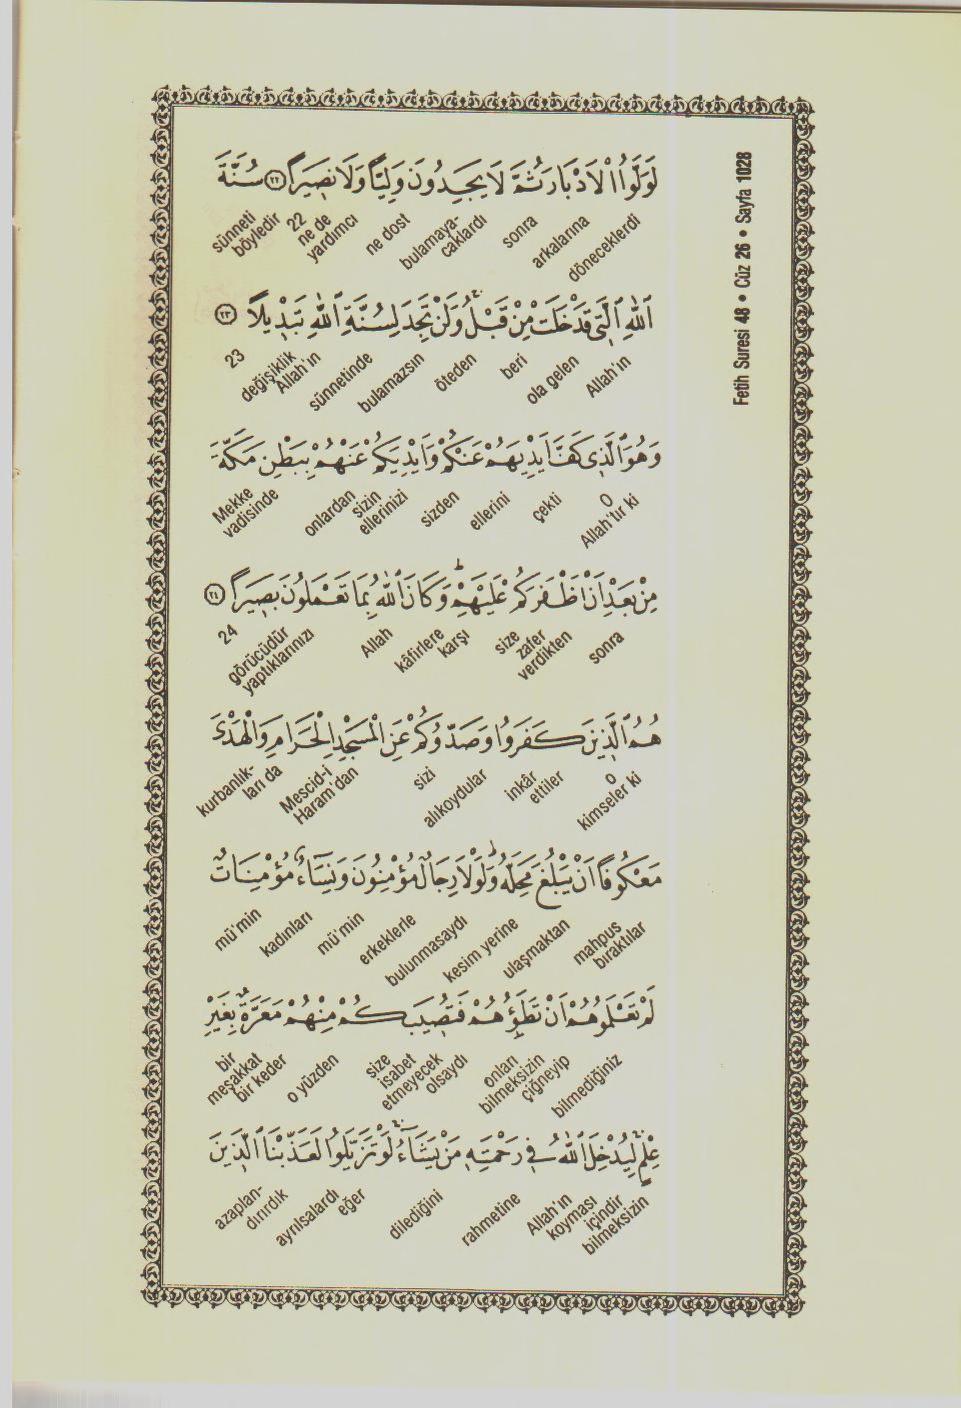 Fetih Suresi 48 • Cüz 26 • Sayfa 1028
لَوَلَّوُا الْاَدْبَارَ ثُمَّ لَا يَجِدُونَ وَلِيًّا وَلَا نَصِيرًا ﴿٢٢﴾ سُنَّةَ
döneceklerdi arkalarına sonra bulamaya-caklardı ne dost ne de yardımcı 22 sünneti böyledir
اللّٰهِ الَّتِي قَدْ خَلَتْ مِنْ قَبْلُ وَلَنْ تَجِدَ لِسُنَّةِ اللّٰهِ تَبْدِيلًا ﴿٢٣﴾
Allah'ın ola gelen beri öteden bulamazsın sünnetinde Allah'ın değişiklik 23
وَهُوَ الَّذِي كَفَّ اَيْدِيَهُمْ عَنْكُمْ وَاَيْدِيَكُمْ عَنْهُمْ بِبَطْنِ مَكَّةَ
O Allah'tır ki çekti ellerini sizden sizin ellerinizi onlardan Mekke vadisinde
مِنْ بَعْدِ اَنْ اَظْفَرَكُمْ عَلَيْهِمْ وَكَانَ اللّٰهُ بِمَا تَعْمَلُونَ بَصِيرًا ﴿٢٤﴾
sonra size zafer verdikten kâfirlere karşı Allah yaptıklarınızı görücüdür 24
هُمُ الَّذِينَ كَفَرُوا وَصَدُّوكُمْ عَنِ الْمَسْجِدِ الْحَرَامِ وَالْهَدْيَ
o kimseler ki inkâr ettiler alıkoydular sizi Mescid-i Haram'dan kurbanlık-ları da
مَعْكُوفًا اَنْ يَبْلُغَ مَحِلَّهُ وَلَوْلَا رِجَالٌ مُؤْمِنُونَ وَنِسَاءٌ مُؤْمِنَاتٌ
mahpus bıraktılar ulaşmaktan kesim yerine bulunmasaydı erkeklerle mü'min kadınları mü'min
لَمْ تَعْلَمُوهُمْ اَنْ تَطَؤُهُمْ فَتُصِيبَكُمْ مِنْهُمْ مَعَرَّةٌ بِغَيْرِ
bilmediğiniz onları bilmeksizin çiğneyip size isabet etmeyecek olsaydı o yüzden bir meşakkat bir keder
عِلْمٍ لِيُدْخِلَ اللّٰهُ فِي رَحْمَتِهِ مَنْ يَشَاءُ لَوْ تَزَيَّلُوا لَعَذَّبْنَا الَّذِينَ
Allah'ın koyması içindir bilmeksizin rahmetine dilediğini eğer ayrılsalardı azaplan-dırırdık